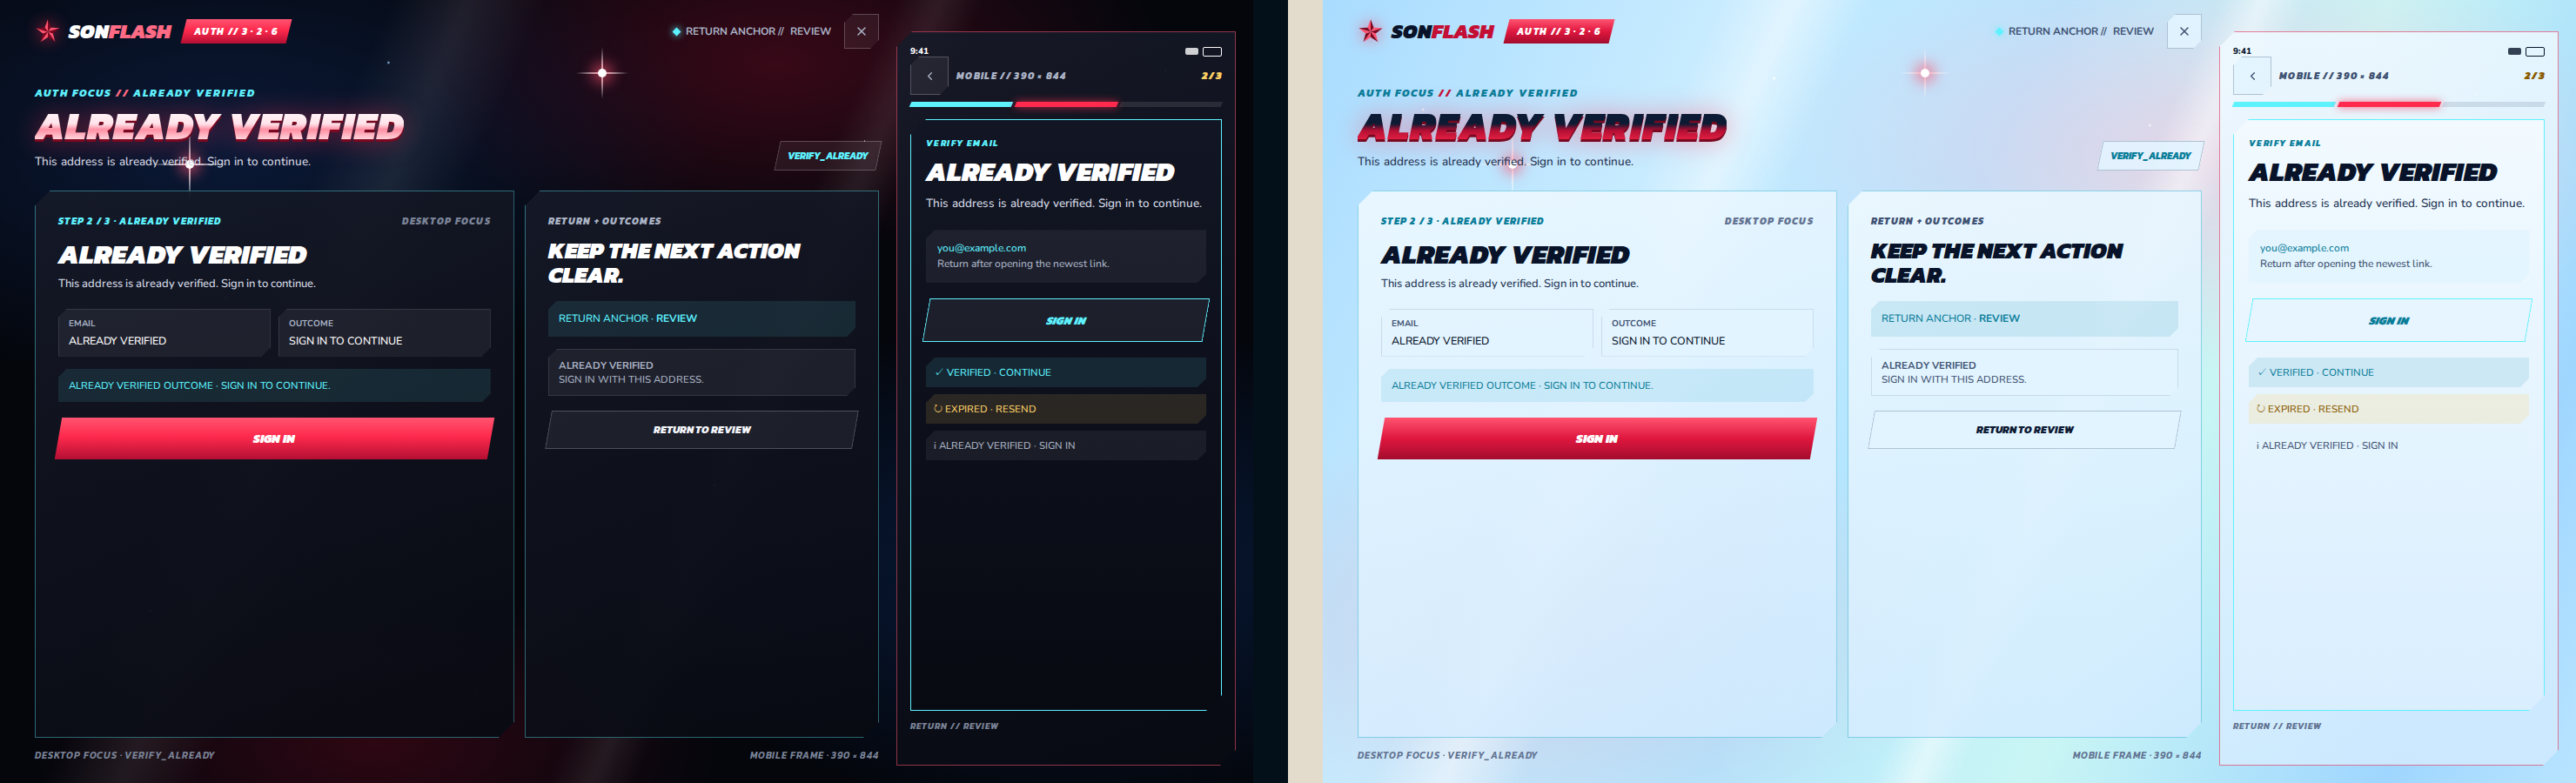 SONFLASH
AUTH // 3 · 2 · 6
RETURN ANCHOR // REVIEW
×
AUTH FOCUS // ALREADY VERIFIED
ALREADY VERIFIED
This address is already verified. Sign in to continue.
VERIFY_ALREADY
STEP 2 / 3 · ALREADY VERIFIED
DESKTOP FOCUS
ALREADY VERIFIED
This address is already verified. Sign in to continue.
EMAIL
ALREADY VERIFIED
OUTCOME
SIGN IN TO CONTINUE
ALREADY VERIFIED OUTCOME · SIGN IN TO CONTINUE.
SIGN IN
RETURN + OUTCOMES
KEEP THE NEXT ACTION
CLEAR.
RETURN ANCHOR · REVIEW
ALREADY VERIFIED
SIGN IN WITH THIS ADDRESS.
RETURN TO REVIEW
DESKTOP FOCUS · VERIFY_ALREADY
MOBILE FRAME · 390 × 844
9:41
MOBILE // 390 × 844
2/3
VERIFY EMAIL
ALREADY VERIFIED
This address is already verified. Sign in to continue.
you@example.com
Return after opening the newest link.
SIGN IN
✓ VERIFIED · CONTINUE
↻ EXPIRED · RESEND
i ALREADY VERIFIED · SIGN IN
RETURN // REVIEW
SONFLASH
AUTH // 3 · 2 · 6
RETURN ANCHOR // REVIEW
×
AUTH FOCUS // ALREADY VERIFIED
ALREADY VERIFIED
This address is already verified. Sign in to continue.
VERIFY_ALREADY
STEP 2 / 3 · ALREADY VERIFIED
DESKTOP FOCUS
ALREADY VERIFIED
This address is already verified. Sign in to continue.
EMAIL
ALREADY VERIFIED
OUTCOME
SIGN IN TO CONTINUE
ALREADY VERIFIED OUTCOME · SIGN IN TO CONTINUE.
SIGN IN
RETURN + OUTCOMES
KEEP THE NEXT ACTION
CLEAR.
RETURN ANCHOR · REVIEW
ALREADY VERIFIED
SIGN IN WITH THIS ADDRESS.
RETURN TO REVIEW
DESKTOP FOCUS · VERIFY_ALREADY
MOBILE FRAME · 390 × 844
9:41
MOBILE // 390 × 844
2/3
VERIFY EMAIL
ALREADY VERIFIED
This address is already verified. Sign in to continue.
you@example.com
Return after opening the newest link.
SIGN IN
✓ VERIFIED · CONTINUE
↻ EXPIRED · RESEND
i ALREADY VERIFIED · SIGN IN
RETURN // REVIEW